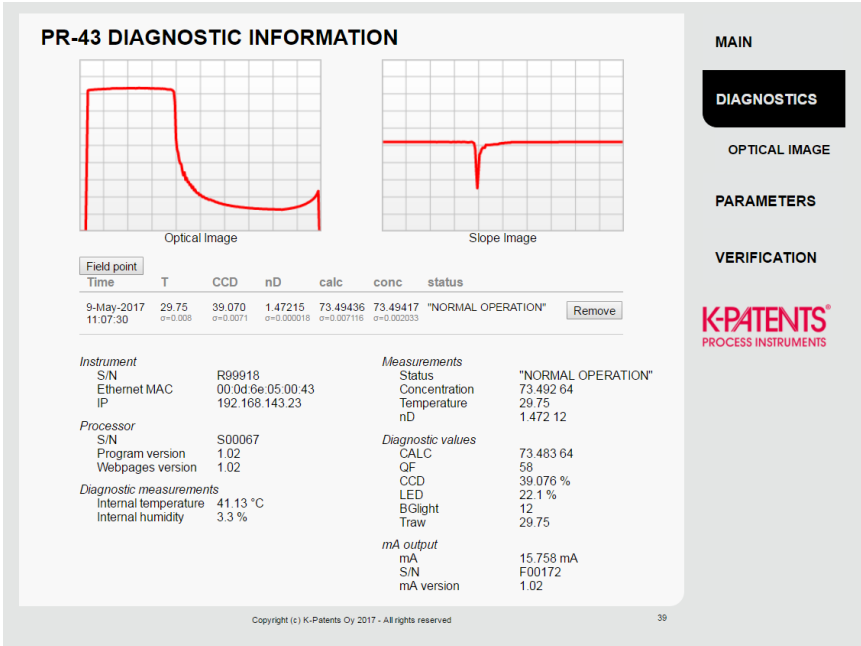 PR-43 DIAGNOSTIC INFORMATION
Optical Image
Slope Image
Field point
Time T CCD nD calc conc status
9-May-2017 29.75 39.070 1.47215 73.49436 73.49417 "NORMAL OPERATION" Remove
11:07:30 σ=0.008 σ=0.0071 σ=0.000018 σ=0.007116 σ=0.002033
Instrument
S/N R99918
Ethernet MAC 00:0d:6e:05:00:43
IP 192.168.143.23
Processor
S/N S00067
Program version 1.02
Webpages version 1.02
Diagnostic measurements
Internal temperature 41.13 °C
Internal humidity 3.3 %
Measurements
Status "NORMAL OPERATION"
Concentration 73.492 64
Temperature 29.75
nD 1.472 12
Diagnostic values
CALC 73.483 64
QF 58
CCD 39.076 %
LED 22.1 %
BGlight 12
Traw 29.75
mA output
mA 15.758 mA
S/N F00172
mA version 1.02
MAIN
DIAGNOSTICS
OPTICAL IMAGE
PARAMETERS
VERIFICATION
K-PATENTS®
PROCESS INSTRUMENTS
Copyright (c) K-Patents Oy 2017 - All rights reserved
39